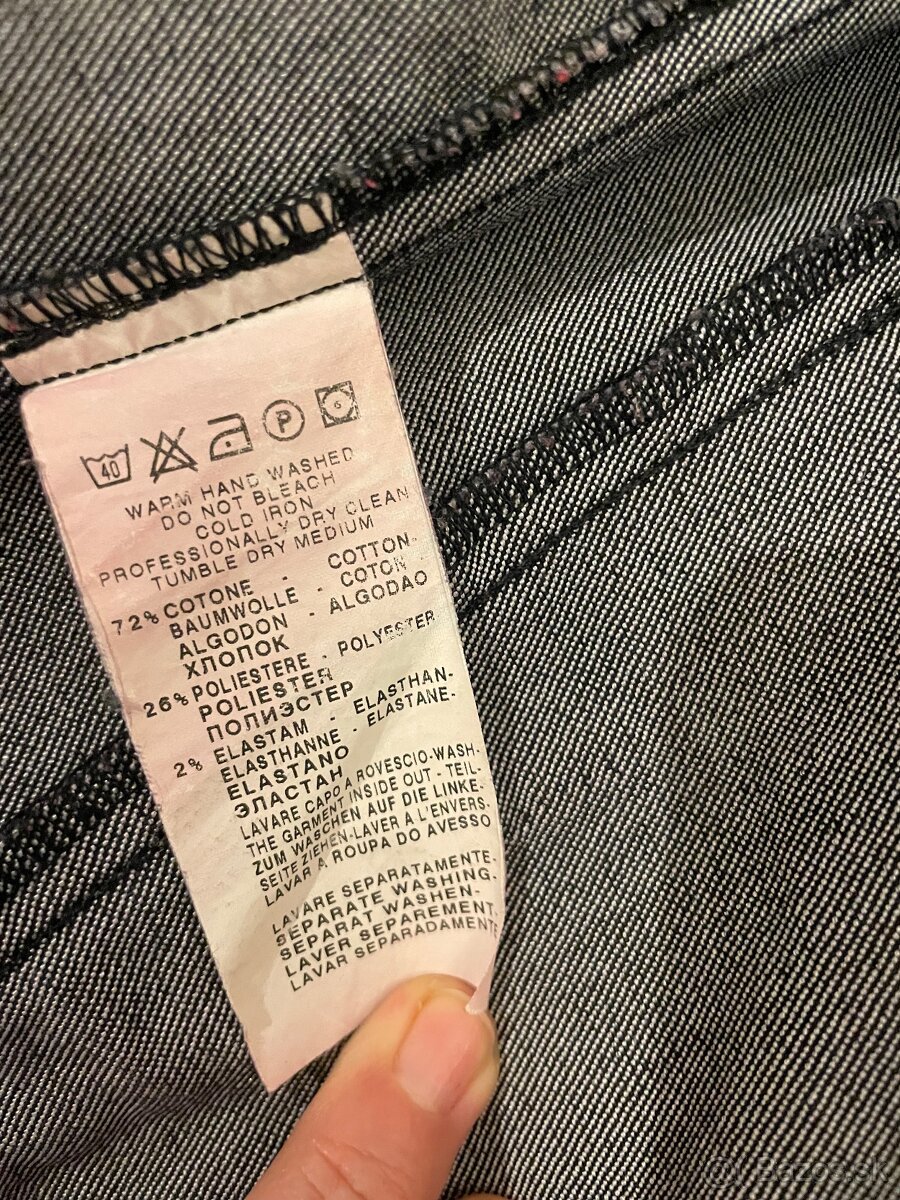 40 P
WARM HAND WASHED
DO NOT BLEACH
COLD IRON
PROFESSIONALLY DRY CLEAN
TUMBLE DRY MEDIUM
72% COTONE - COTTON-
BAUMWOLLE - COTON -
ALGODON - ALGODAO
ХЛОПОК
26% POLIESTERE - POLYESTER
POLIESTER
ПОЛИЭСТЕР
2% ELASTAM - ELASTHAN-
ELASTHANNE - ELASTANE-
ELASTANO
ЭЛАСТАН
LAVARE CAPO A ROVESCIO-WASH-
THE GARMENT INSIDE OUT - TEIL-
ZUM WASCHEN AUF DIE LINKE-
SEITE ZIEHEN-LAVER A L'ENVERS-
LAVAR A ROUPA DO AVESSO
LAVARE SEPARATAMENTE-
SEPARATE WASHING-
SEPARAT WASHEN-
LAVER SEPAREMENT-
LAVAR SEPARADAMENTE
Bazos.sk